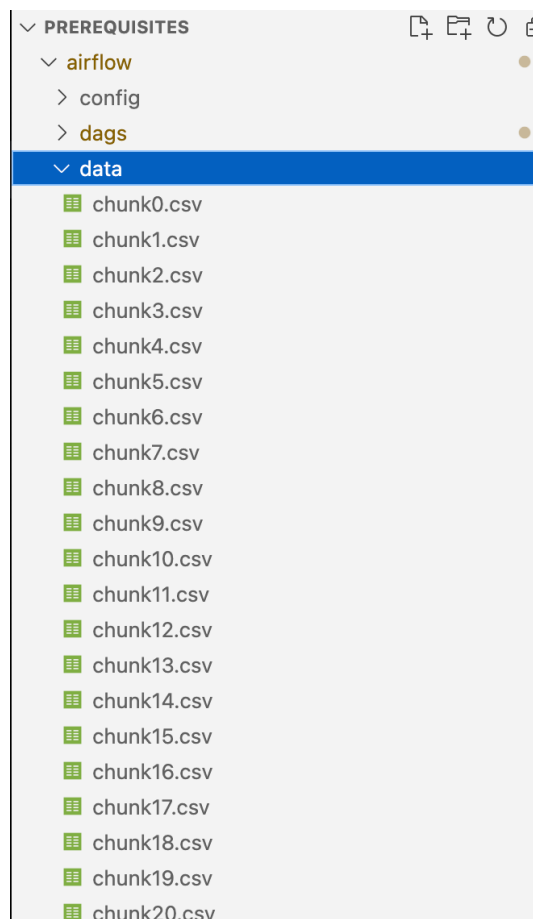 PREREQUISITES
airflow
config
dags
data
chunk0.csv
chunk1.csv
chunk2.csv
chunk3.csv
chunk4.csv
chunk5.csv
chunk6.csv
chunk7.csv
chunk8.csv
chunk9.csv
chunk10.csv
chunk11.csv
chunk12.csv
chunk13.csv
chunk14.csv
chunk15.csv
chunk16.csv
chunk17.csv
chunk18.csv
chunk19.csv
chunk20.csv